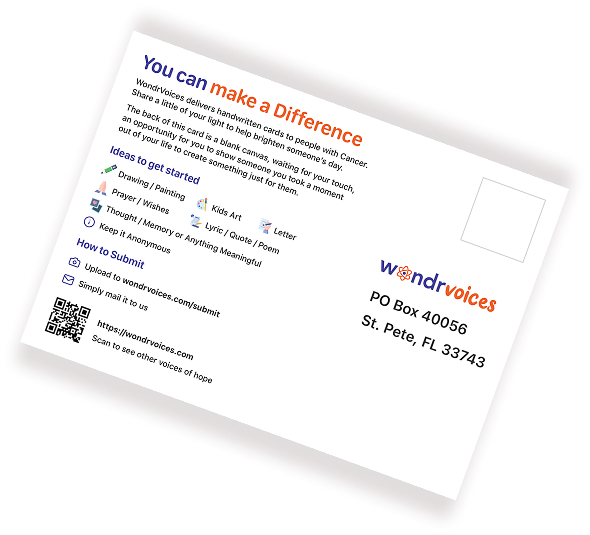 You can make a Difference
WondrVoices delivers handwritten cards to people with Cancer.
Share a little of your light to help brighten someone's day.
The back of this card is a blank canvas, waiting for your touch,
an opportunity for you to show someone you took a moment
out of your life to create something just for them.
Ideas to get started
Drawing / Painting
Kids Art
Letter
Prayer / Wishes
Lyric / Quote / Poem
Thought / Memory or Anything Meaningful
Keep it Anonymous
How to Submit
Upload to wondrvoices.com/submit
Simply mail it to us
https://wondrvoices.com
Scan to see other voices of hope
wondrvoices
PO Box 40056
St. Pete, FL 33743